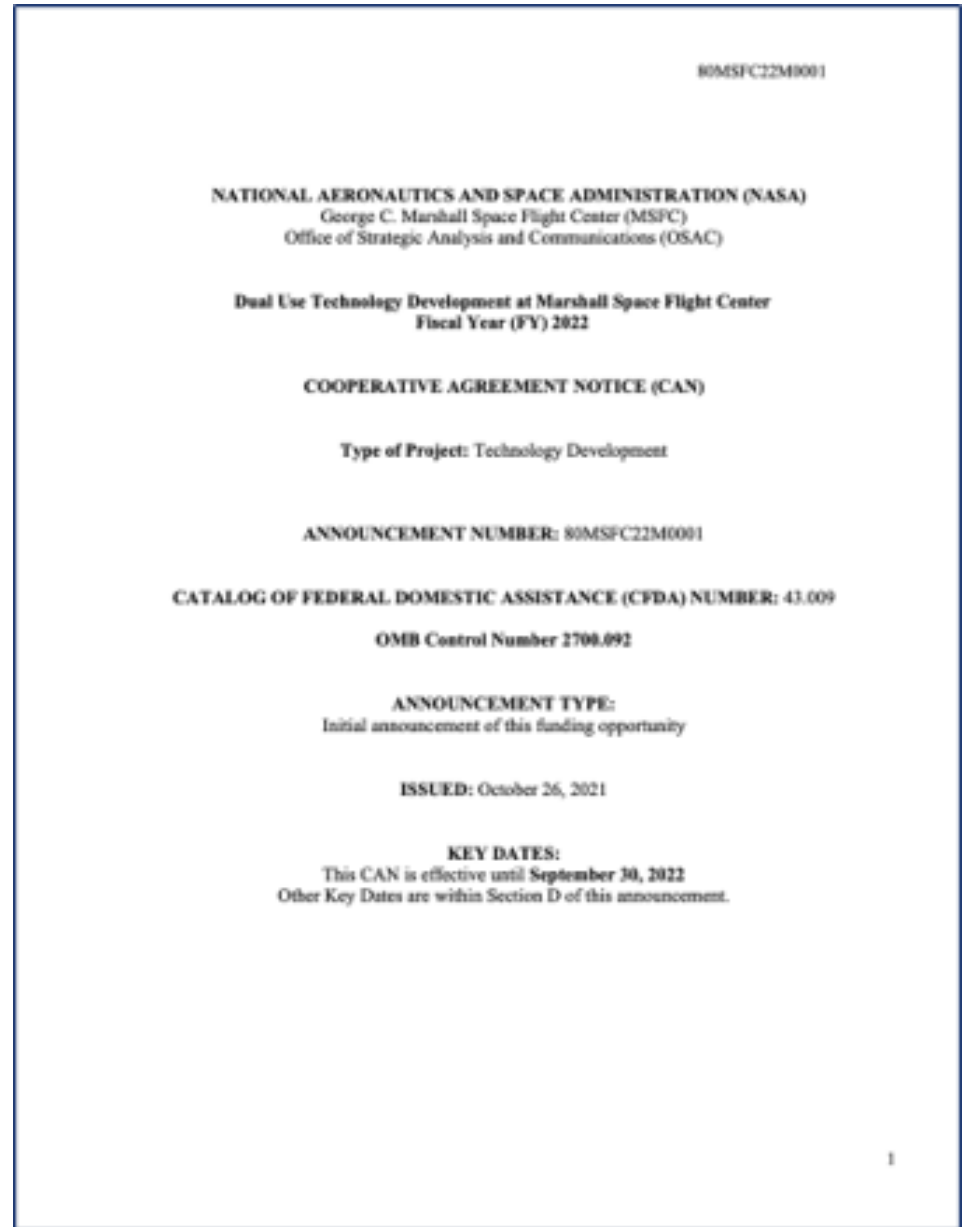 80MSFC22M0001
NATIONAL AERONAUTICS AND SPACE ADMINISTRATION (NASA)
George C. Marshall Space Flight Center (MSFC)
Office of Strategic Analysis and Communications (OSAC)
Dual Use Technology Development at Marshall Space Flight Center
Fiscal Year (FY) 2022
COOPERATIVE AGREEMENT NOTICE (CAN)
Type of Project: Technology Development
ANNOUNCEMENT NUMBER: 80MSFC22M0001
CATALOG OF FEDERAL DOMESTIC ASSISTANCE (CFDA) NUMBER: 43.009
OMB Control Number 2700.092
ANNOUNCEMENT TYPE:
Initial announcement of this funding opportunity
ISSUED: October 26, 2021
KEY DATES:
This CAN is effective until September 30, 2022
Other Key Dates are within Section D of this announcement.
1